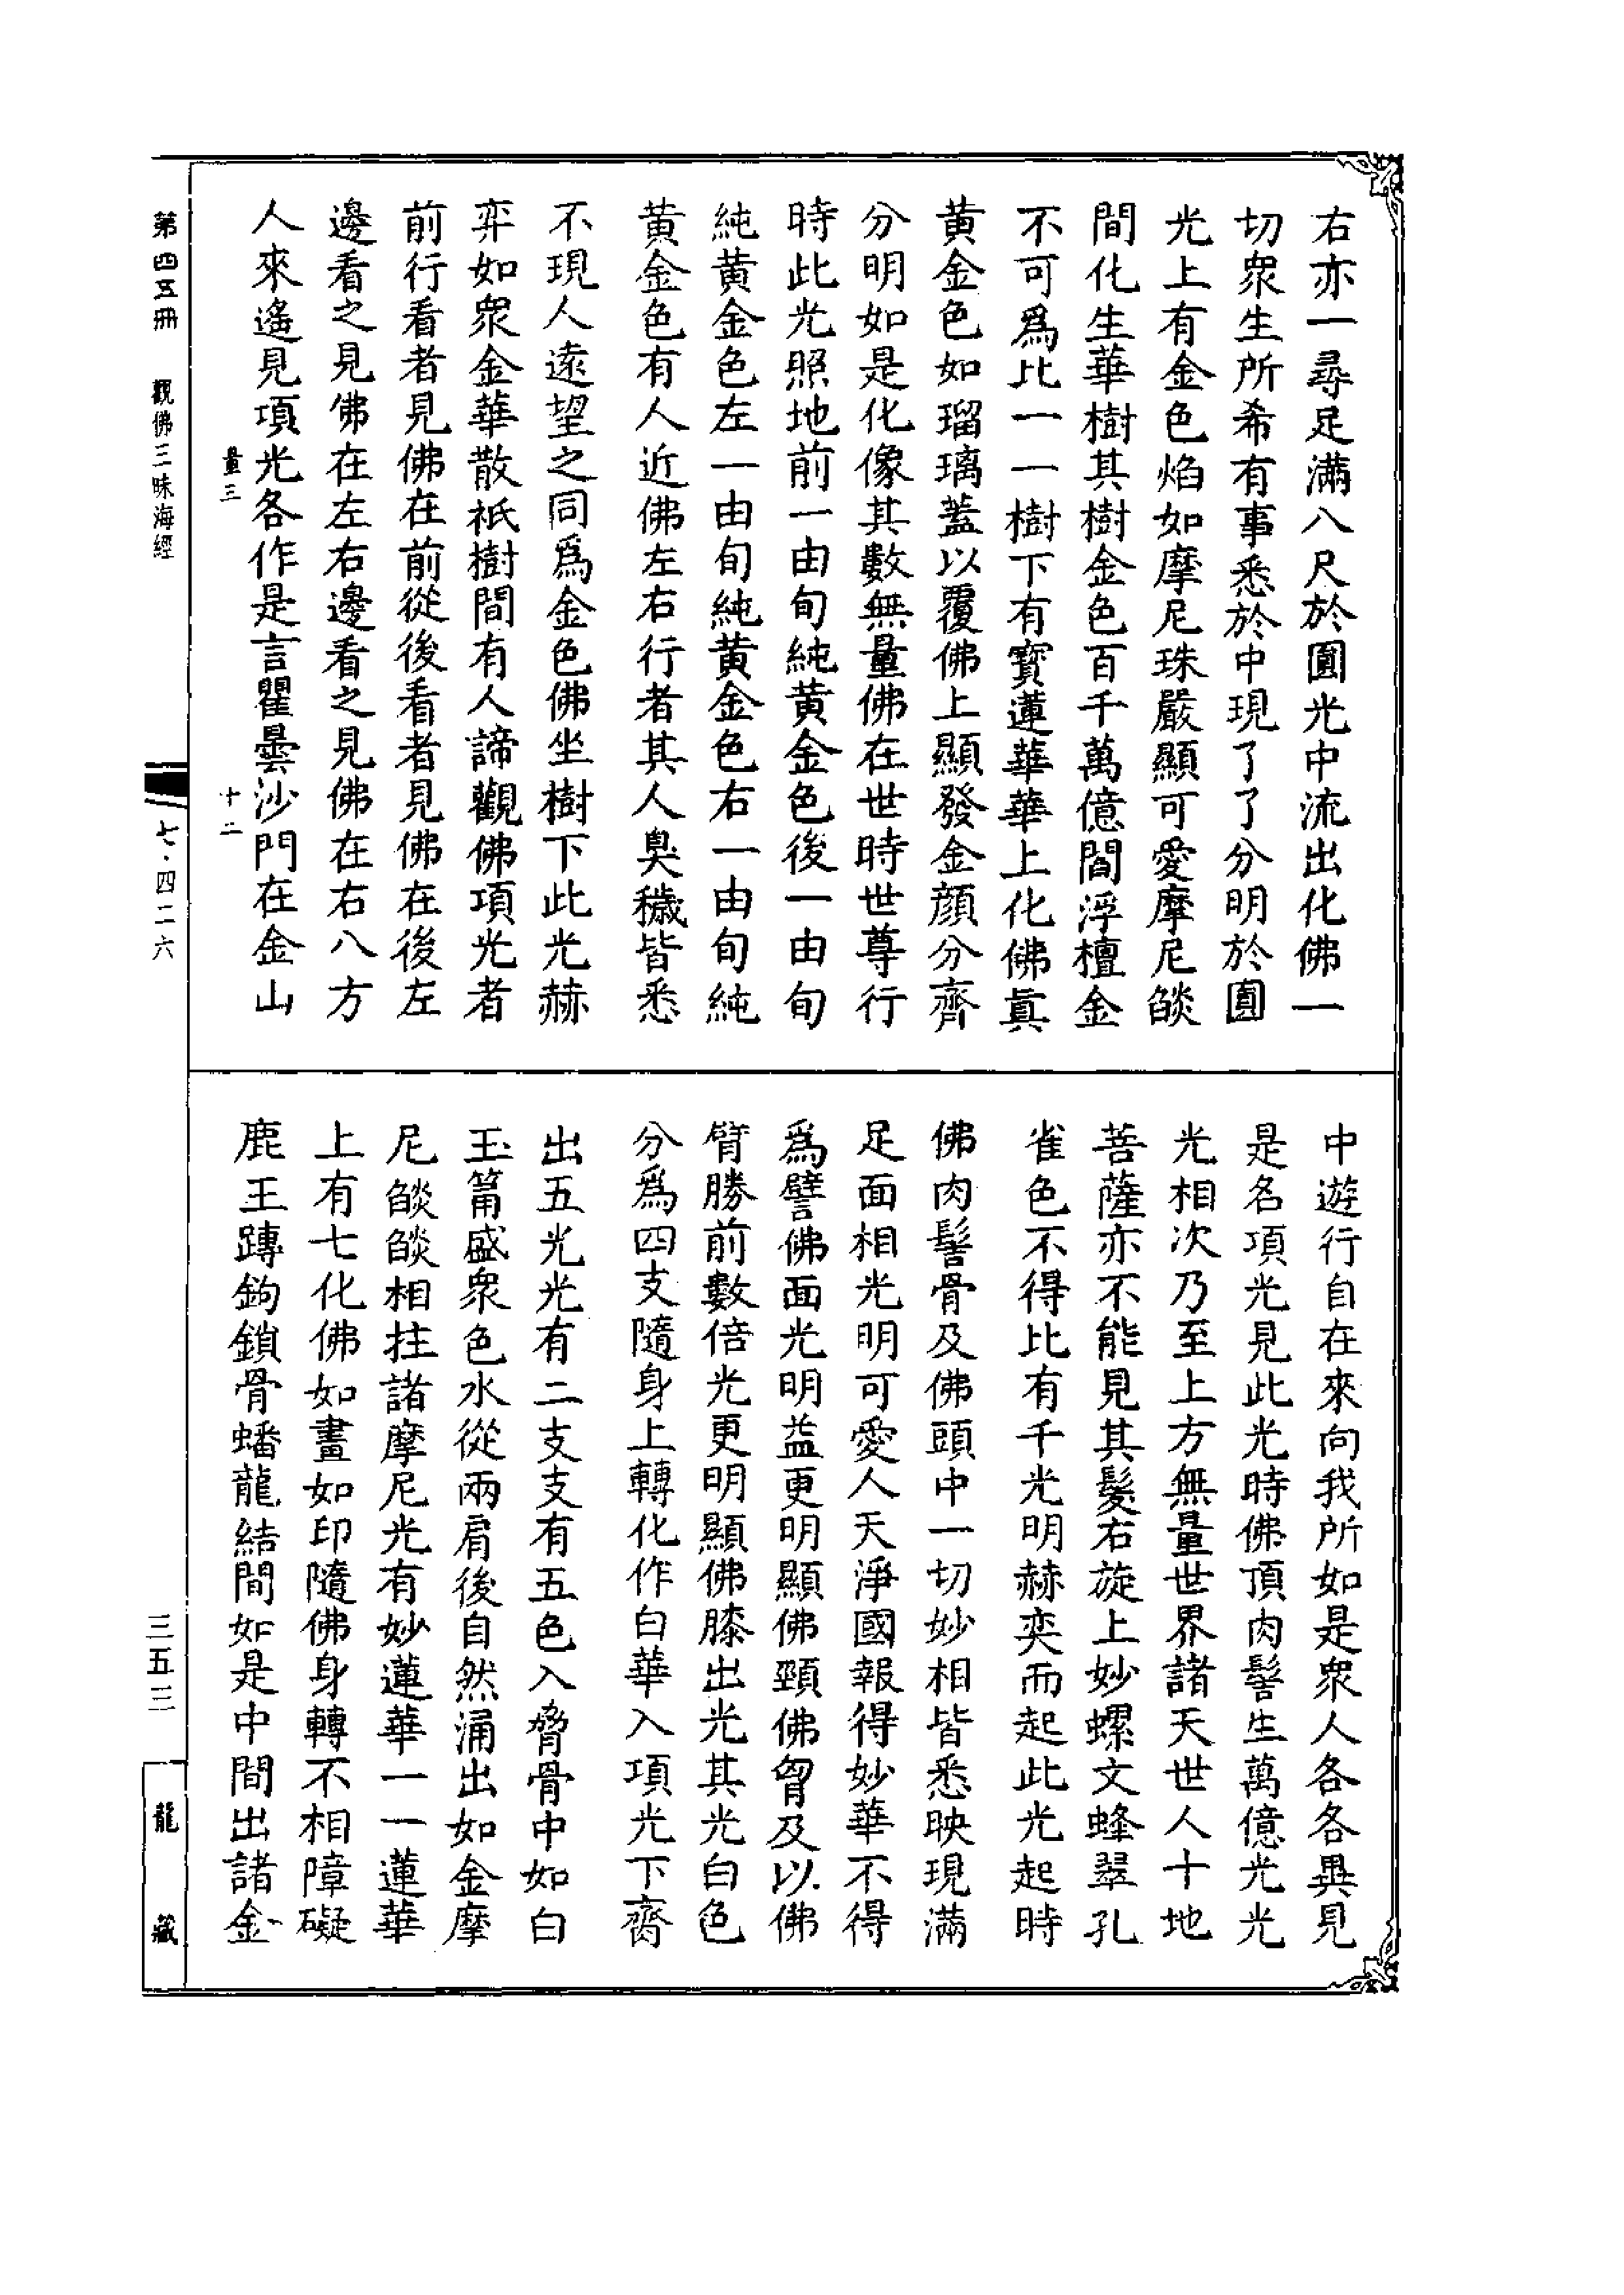 右亦一尋足滿八尺於圓光中流出化佛一
切衆生所希有事悉於中現了了分明於圓
光上有金色焰如摩尼珠嚴顯可愛摩尼燄
間化生華樹其樹金色百千萬億閻浮檀金
不可爲比一一樹下有寶蓮華華上化佛眞
黃金色如瑠璃蓋以覆佛上顯發金顔分齊
分明如是化像其數無量佛在世時世尊行
時此光照地前一由旬純黃金色後一由旬
純黃金色左一由旬純黃金色右一由旬純
黃金色有人近佛左右行者其人臭穢皆悉
不現人遠望之同爲金色佛坐樹下此光赫
弈如衆金華散祇樹間有人諦觀佛項光者
前行看者見佛在前從後看者見佛在後左
邊看之見佛在左右邊看之見佛在右八方
人來遙見項光各作是言瞿曇沙門在金山
量三 十二
中遊行自在來向我所如是衆人各各異見
是名項光見此光時佛頂肉髻生萬億光光
光相次乃至上方無量世界諸天世人十地
菩薩亦不能見其髮右旋上妙螺文蜂翠孔
雀色不得比有千光明赫奕而起此光起時
佛肉髻骨及佛頭中一切妙相皆悉映現滿
足面相光明可愛人天淨國報得妙華不得
爲譬佛面光明益更明顯佛頸佛胷及以佛
臂勝前數倍光更明顯佛膝出光其光白色
分爲四支隨身上轉化作白華入項光下齊
出五光光有二支支有五色入脅骨中如白
玉筩盛衆色水從兩肩後自然涌出如金摩
尼燄燄相拄諸摩尼光有妙蓮華一一蓮華
上有七化佛如畫如印隨佛身轉不相障礙
鹿王䏝鉤鎖骨蟠龍結間如是中間出諸金
第四五冊 觀佛三昧海經
七·四二六
三五三
龍藏